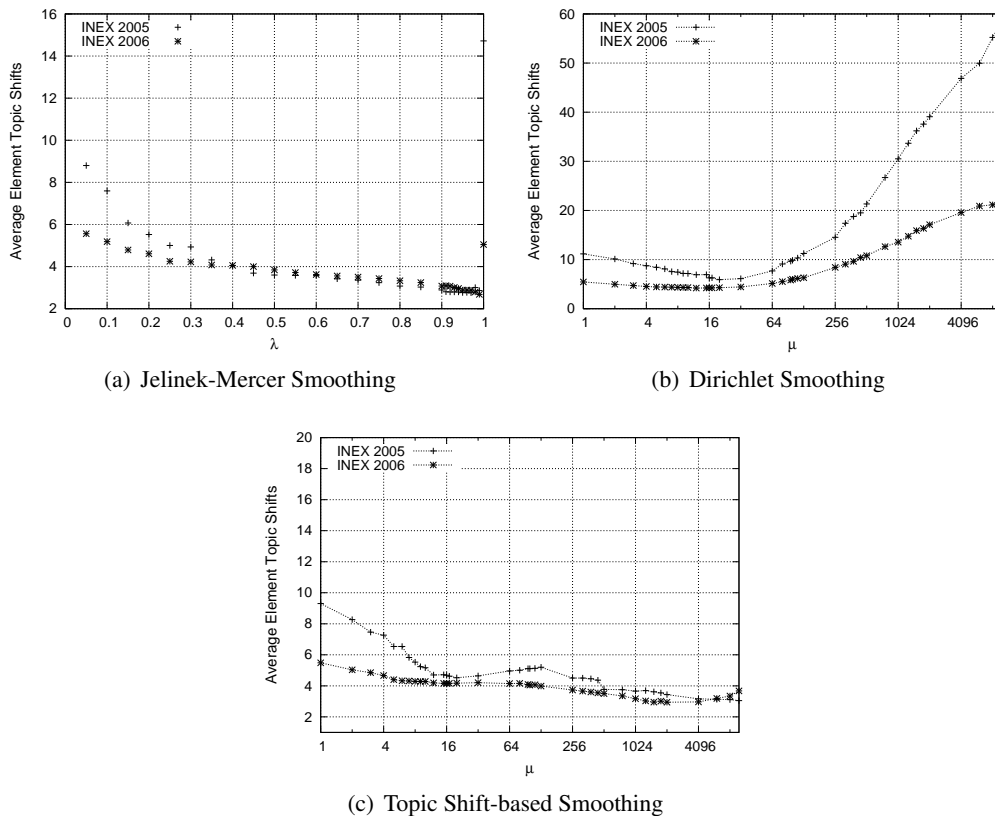 INEX 2005
INEX 2006
Average Element Topic Shifts
16
14
12
10
8
6
4
2
0 0.1 0.2 0.3 0.4 0.5 0.6 0.7 0.8 0.9 1
λ
(a) Jelinek-Mercer Smoothing
INEX 2005
INEX 2006
Average Element Topic Shifts
60
50
40
30
20
10
0
1 4 16 64 256 1024 4096
μ
(b) Dirichlet Smoothing
INEX 2005
INEX 2006
Average Element Topic Shifts
20
18
16
14
12
10
8
6
4
2
1 4 16 64 256 1024 4096
μ
(c) Topic Shift-based Smoothing